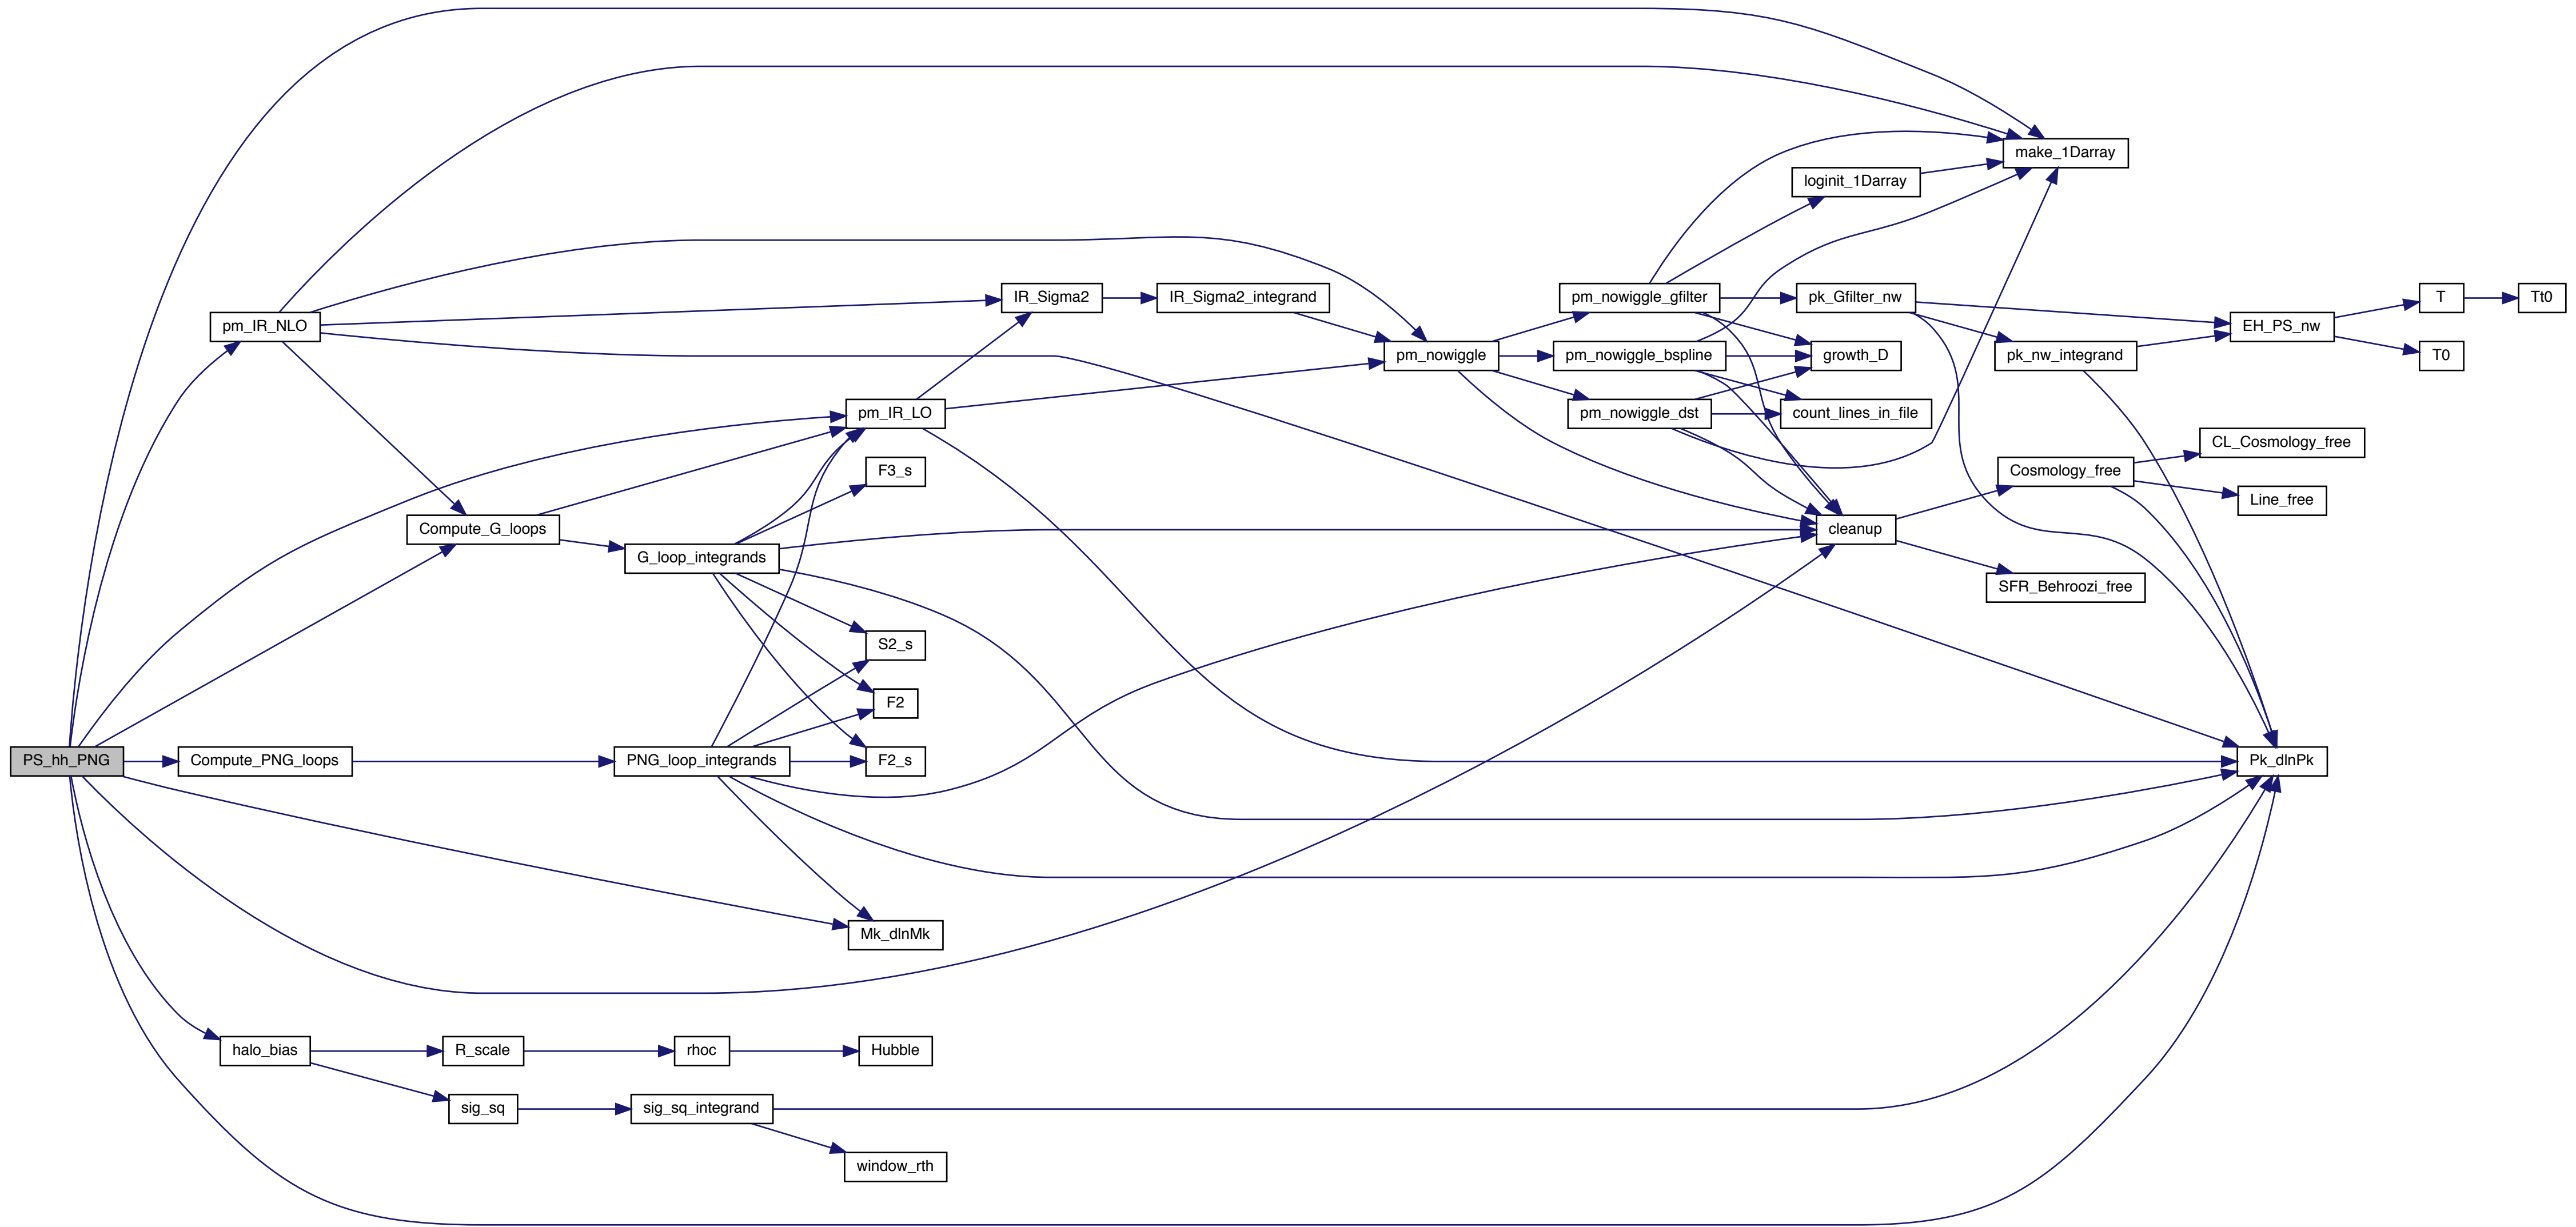 make_1Darray
loginit_1Darray
pm_IR_NLO
IR_Sigma2
IR_Sigma2_integrand
pm_nowiggle_gfilter
pk_Gfilter_nw
EH_PS_nw
T
Tt0
pm_nowiggle
pm_nowiggle_bspline
growth_D
pk_nw_integrand
T0
pm_IR_LO
pm_nowiggle_dst
count_lines_in_file
CL_Cosmology_free
F3_s
Cosmology_free
Line_free
Compute_G_loops
G_loop_integrands
cleanup
SFR_Behroozi_free
S2_s
F2
PS_hh_PNG
Compute_PNG_loops
PNG_loop_integrands
F2_s
Pk_dlnPk
Mk_dlnMk
halo_bias
R_scale
rhoc
Hubble
sig_sq
sig_sq_integrand
window_rth